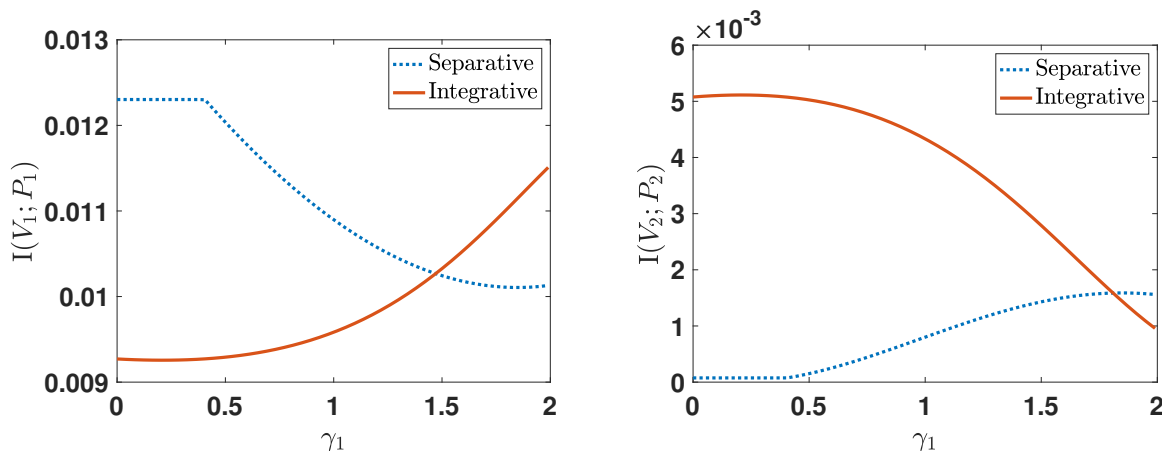 0.013
0.012
0.011
0.01
0.009
I(V₁; P₁)
0 0.5 1 1.5 2
γ₁
Separative
Integrative
×10⁻³
6
5
4
3
2
1
0
I(V₂; P₂)
0 0.5 1 1.5 2
γ₁
Separative
Integrative